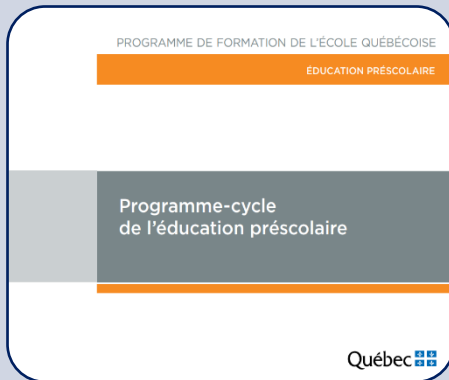 PROGRAMME DE FORMATION DE L'ÉCOLE QUÉBÉCOISE
ÉDUCATION PRÉSCOLAIRE
Programme-cycle
de l'éducation préscolaire
Québec